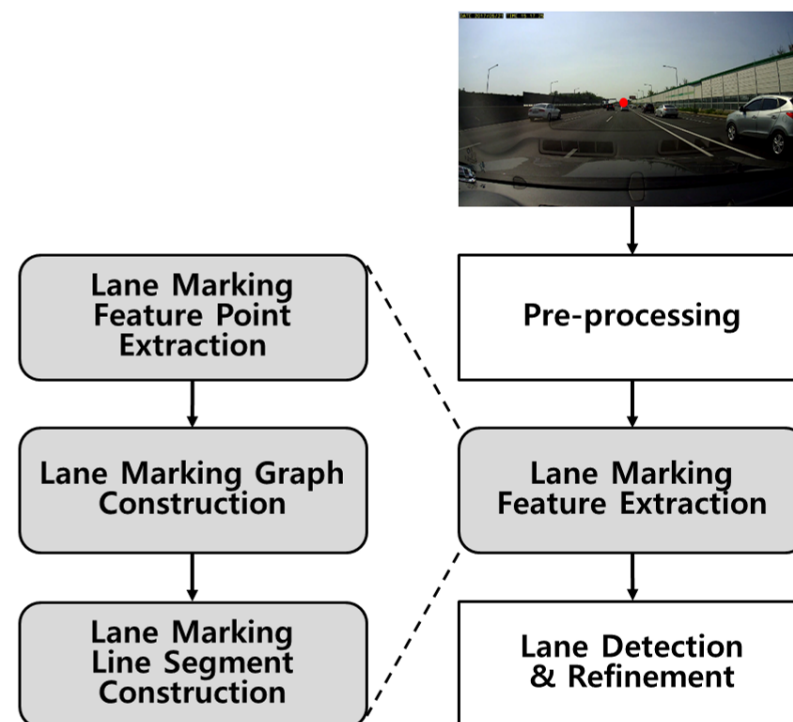 Lane Marking
Feature Point
Extraction
Pre-processing
Lane Marking Graph
Construction
Lane Marking
Feature Extraction
Lane Marking
Line Segment
Construction
Lane Detection
& Refinement